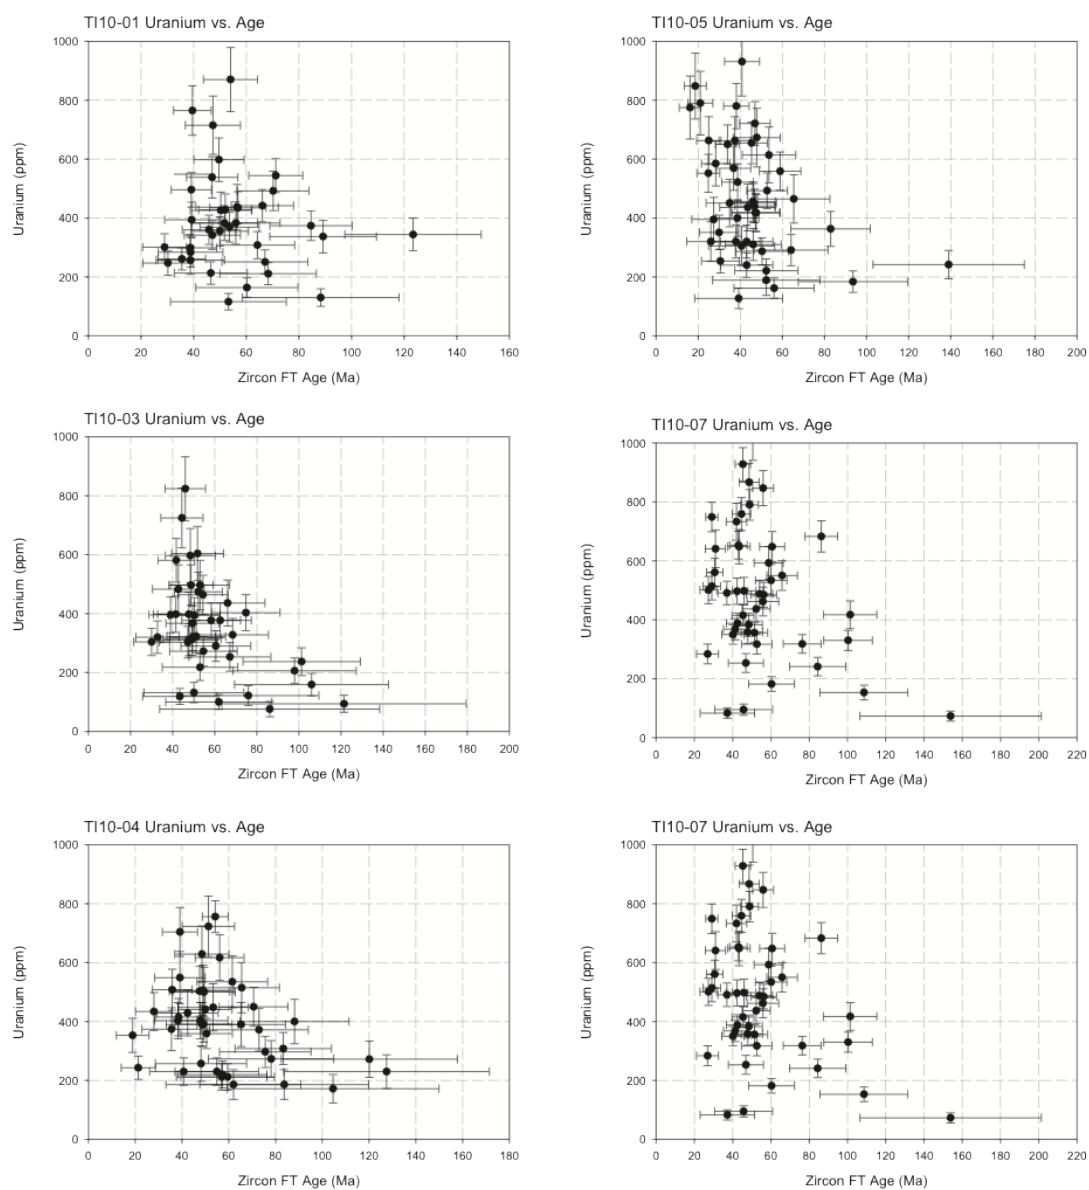 TI10-01 Uranium vs. Age
1000
800
600
400
200
0
Uranium (ppm)
0 20 40 60 80 100 120 140 160
Zircon FT Age (Ma)
TI10-05 Uranium vs. Age
1000
800
600
400
200
0
Uranium (ppm)
0 20 40 60 80 100 120 140 160 180 200
Zircon FT Age (Ma)
TI10-03 Uranium vs. Age
1000
800
600
400
200
0
Uranium (ppm)
0 20 40 60 80 100 120 140 160 180 200
Zircon FT Age (Ma)
TI10-07 Uranium vs. Age
1000
800
600
400
200
0
Uranium (ppm)
0 20 40 60 80 100 120 140 160 180 200 220
Zircon FT Age (Ma)
TI10-04 Uranium vs. Age
1000
800
600
400
200
0
Uranium (ppm)
0 20 40 60 80 100 120 140 160 180
Zircon FT Age (Ma)
TI10-07 Uranium vs. Age
1000
800
600
400
200
0
Uranium (ppm)
0 20 40 60 80 100 120 140 160 180 200 220
Zircon FT Age (Ma)